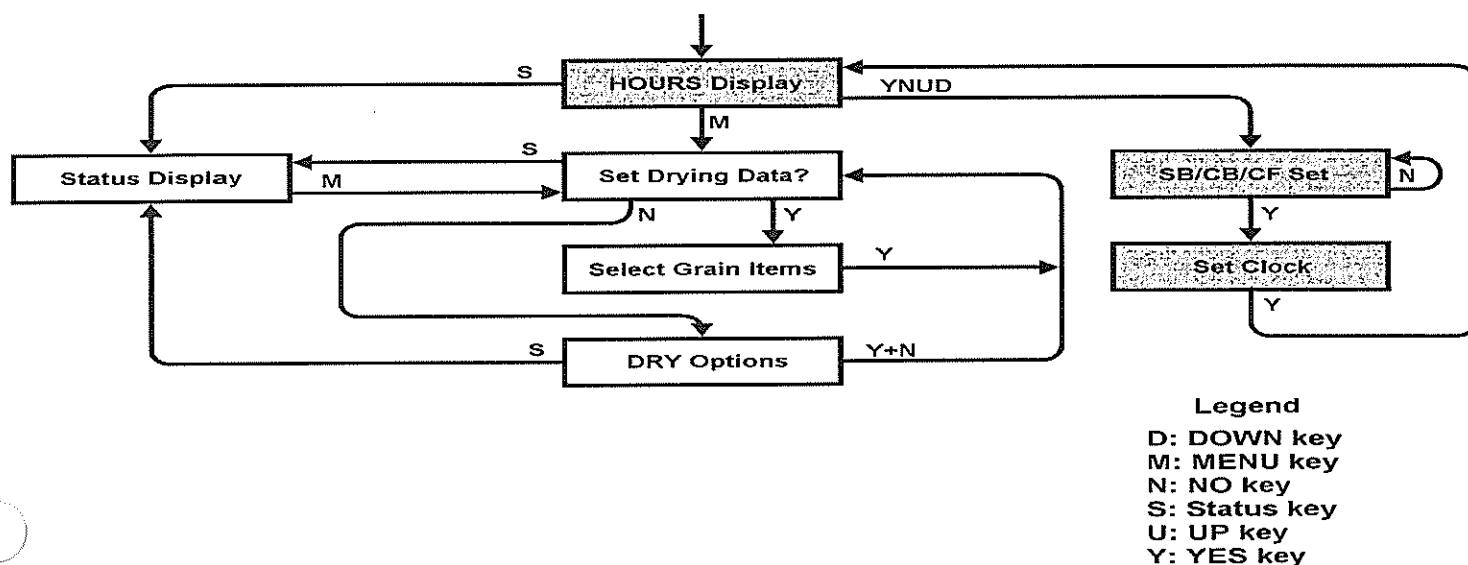 HOURS Display
S
YNUD
M
S
Status Display
M
Set Drying Data?
SB/CB/CF Set
N
N
Y
Y
Select Grain Items
Y
Set Clock
Y
S
DRY Options
Y+N
Legend
D: DOWN key
M: MENU key
N: NO key
S: Status key
U: UP key
Y: YES key